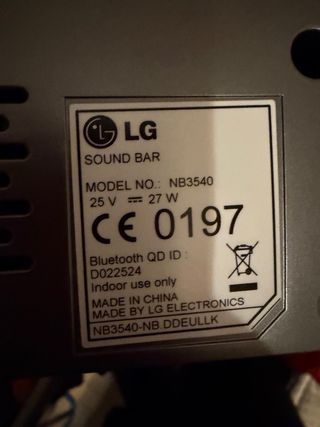 LG
SOUND BAR
MODEL NO.: NB3540
25 V ⎓ 27 W
CE 0197
Bluetooth QD ID :
D022524
Indoor use only
MADE IN CHINA
MADE BY LG ELECTRONICS
NB3540-NB.DDEULLK